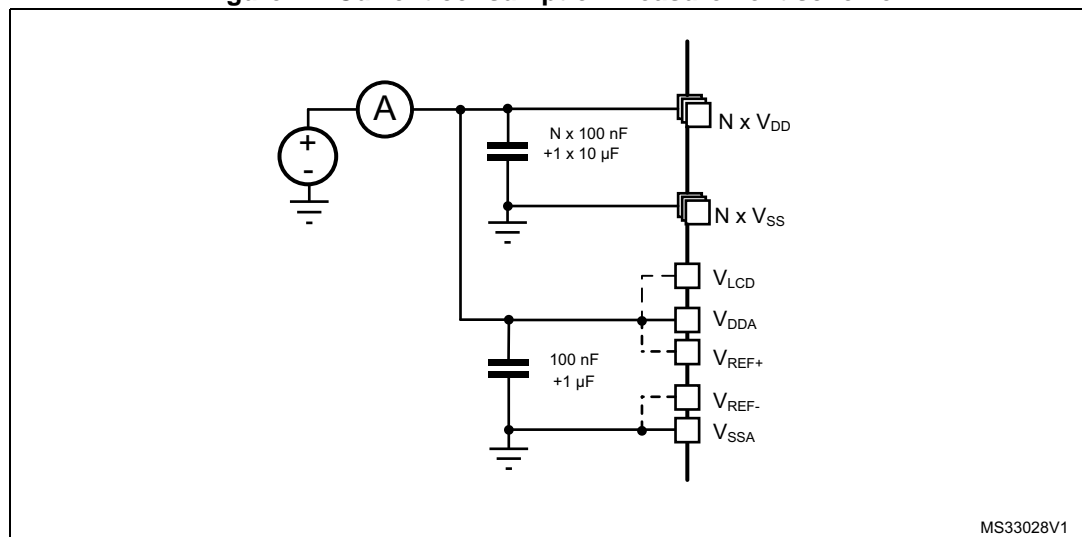 A
+
-
N x 100 nF
+1 x 10 µF
N x VDD
N x VSS
VLCD
VDDA
VREF+
100 nF
+1 µF
VREF-
VSSA
MS33028V1